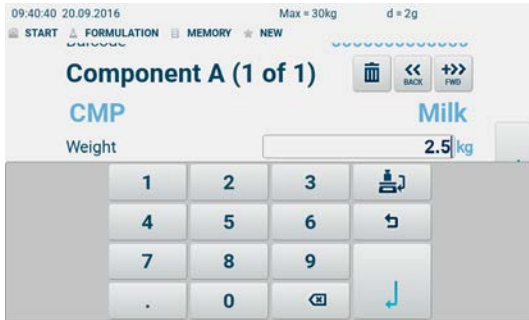 09:40:40 20.09.2016 Max = 30kg d = 2g
START FORMULATION MEMORY NEW
Barcode
Component A (1 of 1) << BACK +>> FWD
CMP Milk
Weight 2.5 kg
1 2 3
4 5 6
7 8 9
. 0